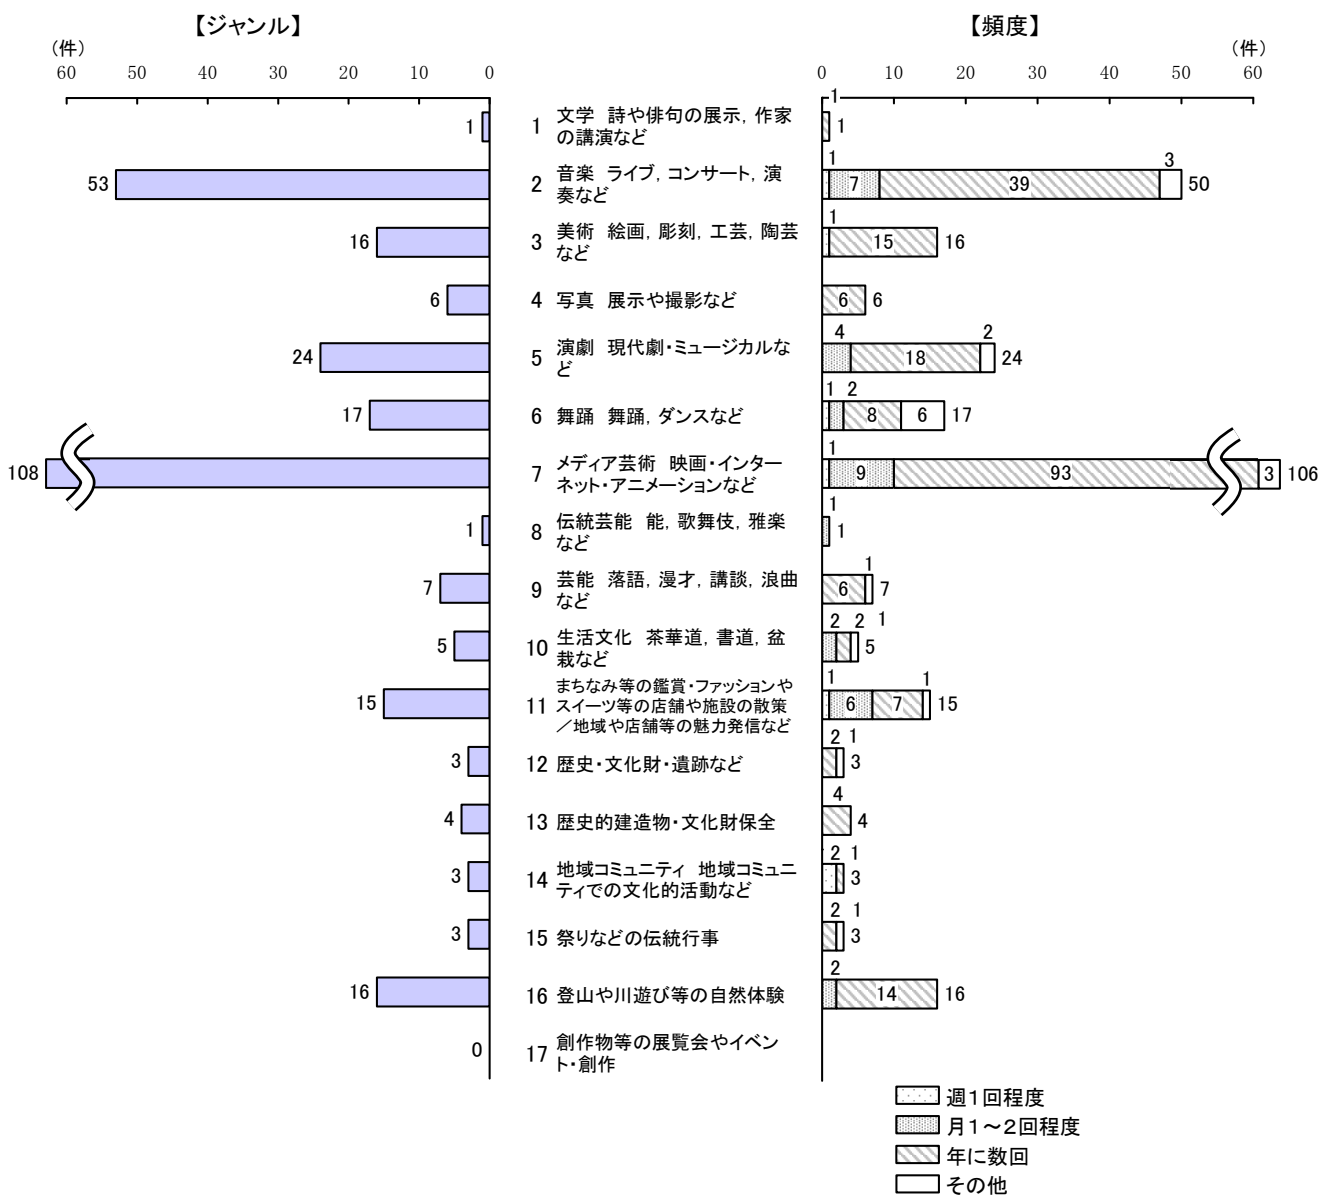 【ジャンル】
【頻度】
（件）
（件）
60 50 40 30 20 10 0
0 10 20 30 40 50 60
1
1 文学　詩や俳句の展示，作家
の講演など
1
1
53
2 音楽　ライブ，コンサート，演
奏など
1 3
7 39 50
16
3 美術　絵画，彫刻，工芸，陶芸
など
1
15 16
6
4 写真　展示や撮影など
6 6
24
5 演劇　現代劇・ミュージカルな
ど
4 2
18 24
17
6 舞踊　舞踊，ダンスなど
1 2
8 6 17
108
7 メディア芸術　映画・インター
ネット・アニメーションなど
1
9 93 3 106
1
8 伝統芸能　能，歌舞伎，雅楽
など
1
1
7
9 芸能　落語，漫才，講談，浪曲
など
1
6 7
5
10 生活文化　茶華道，書道，盆
栽など
2 2 1
5
15
11 まちなみ等の鑑賞・ファッションや
スイーツ等の店舗や施設の散策
／地域や店舗等の魅力発信など
1 1
6 7 15
3
12 歴史・文化財・遺跡など
2 1
3
4
13 歴史的建造物・文化財保全
4
4
3
14 地域コミュニティ　地域コミュニ
ティでの文化的活動など
2 1
3
3
15 祭りなどの伝統行事
2 1
3
16
16 登山や川遊び等の自然体験
2
14 16
0
17 創作物等の展覧会やイベン
ト・創作
週１回程度
月１～２回程度
年に数回
その他